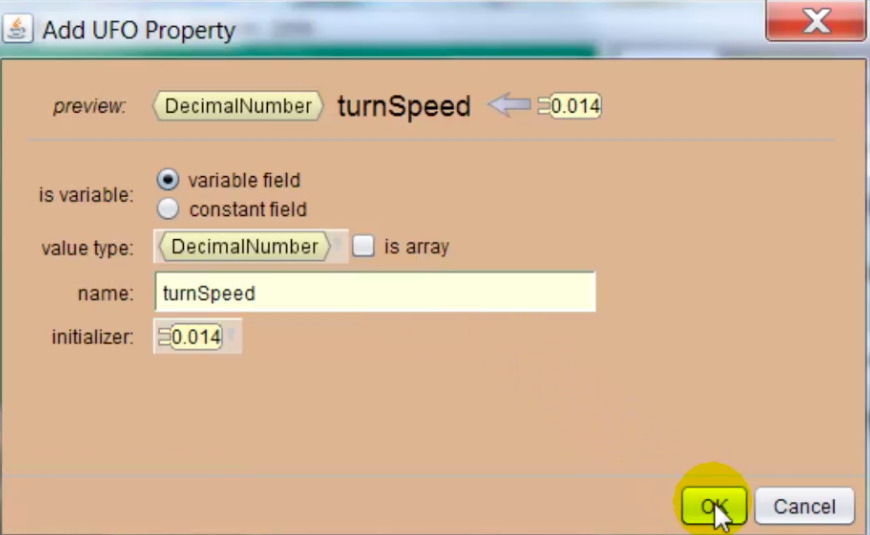 Add UFO Property
preview: DecimalNumber turnSpeed 0.014
is variable: variable field
constant field
value type: DecimalNumber is array
name: turnSpeed
initializer: 0.014
OK Cancel